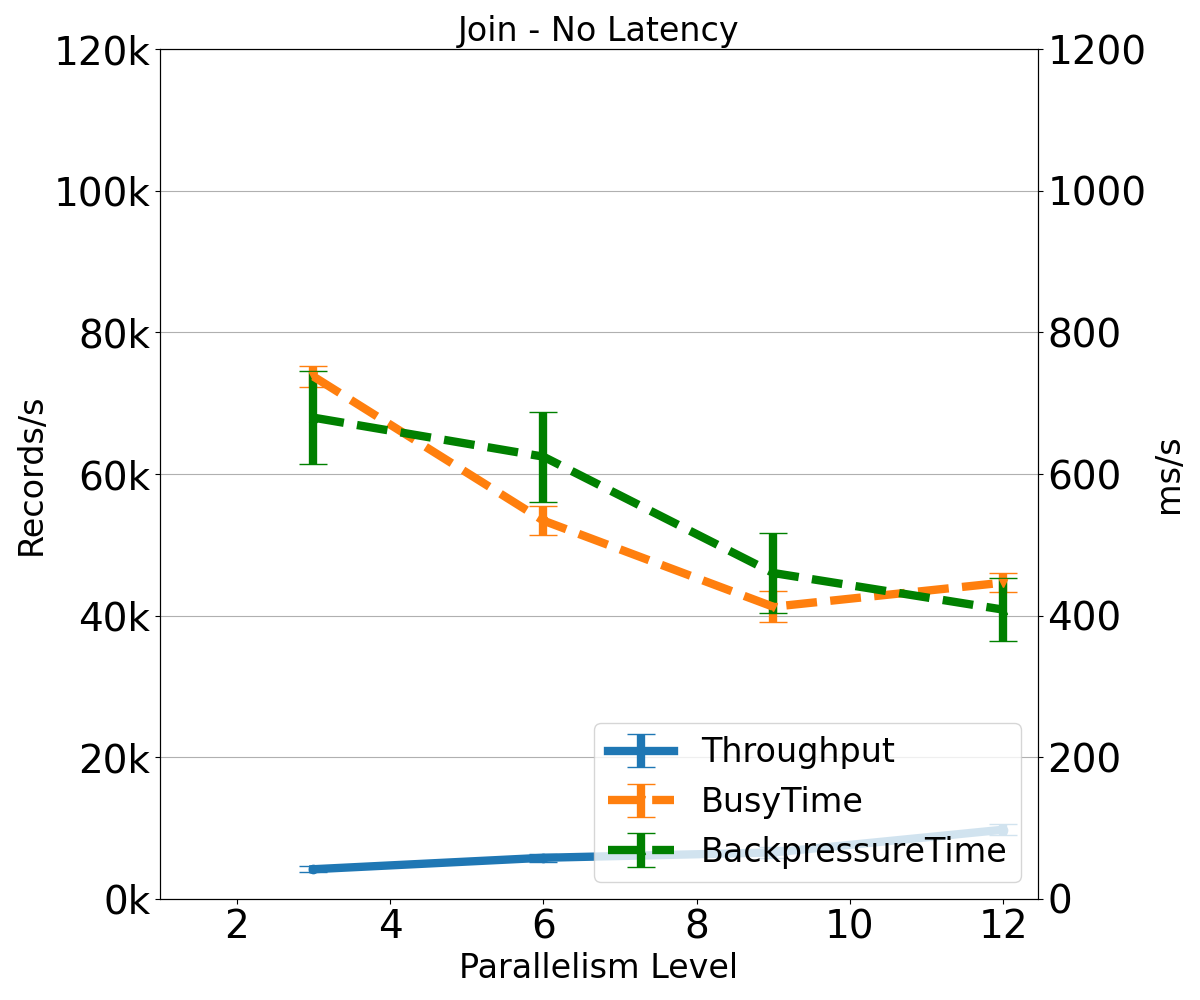 Join - No Latency
120k
100k
80k
60k
40k
20k
0k
Records/s
1200
1000
800
600
400
200
0
ms/s
2 4 6 8 10 12
Parallelism Level
Throughput
BusyTime
BackpressureTime